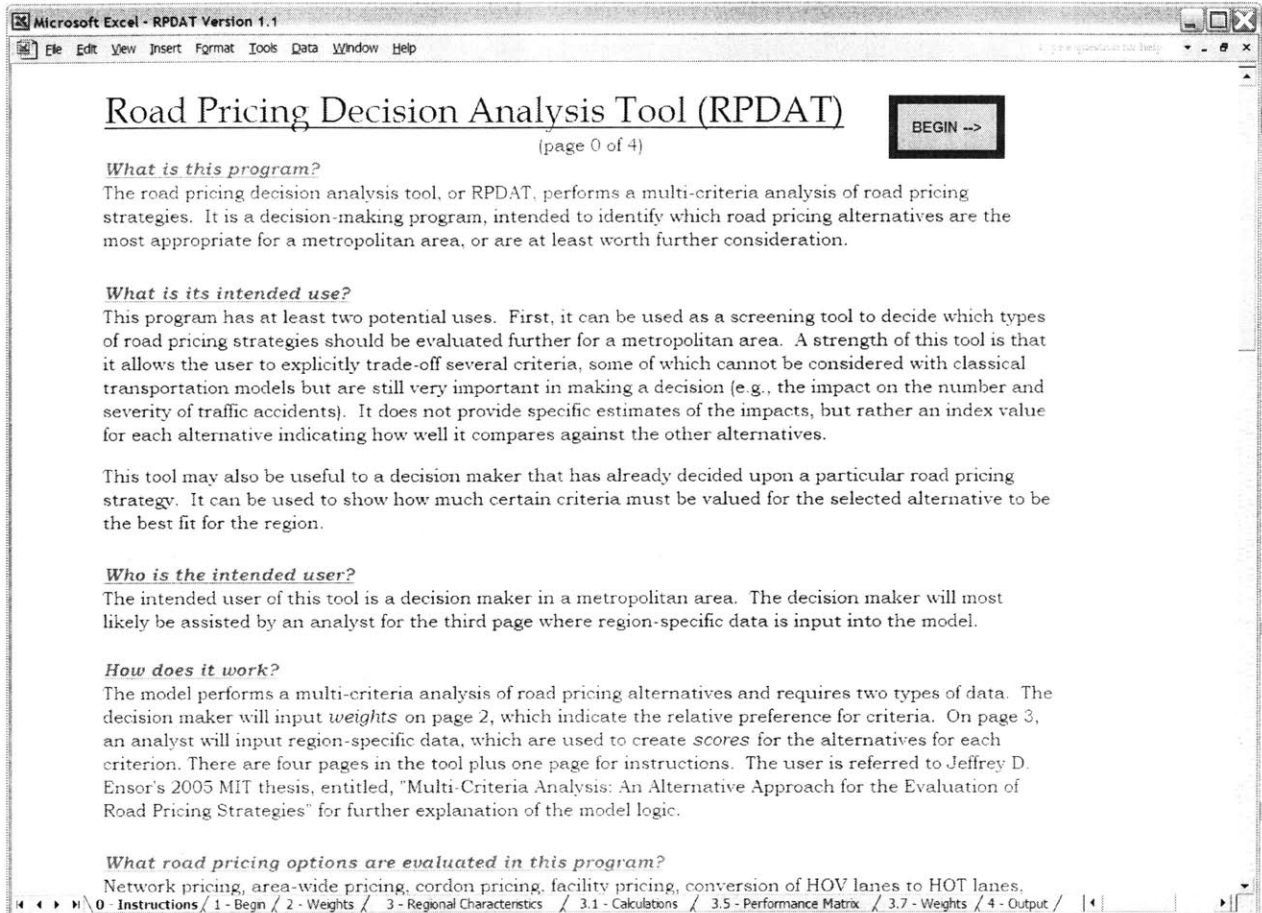 Microsoft Excel - RPDAT Version 1.1
File Edit View Insert Format Tools Data Window Help
Road Pricing Decision Analysis Tool (RPDAT)
BEGIN -->
(page 0 of 4)
What is this program?
The road pricing decision analysis tool, or RPDAT, performs a multi-criteria analysis of road pricing
strategies. It is a decision-making program, intended to identify which road pricing alternatives are the
most appropriate for a metropolitan area, or are at least worth further consideration.
What is its intended use?
This program has at least two potential uses. First, it can be used as a screening tool to decide which types
of road pricing strategies should be evaluated further for a metropolitan area. A strength of this tool is that
it allows the user to explicitly trade-off several criteria, some of which cannot be considered with classical
transportation models but are still very important in making a decision (e.g., the impact on the number and
severity of traffic accidents). It does not provide specific estimates of the impacts, but rather an index value
for each alternative indicating how well it compares against the other alternatives.
This tool may also be useful to a decision maker that has already decided upon a particular road pricing
strategy. It can be used to show how much certain criteria must be valued for the selected alternative to be
the best fit for the region.
Who is the intended user?
The intended user of this tool is a decision maker in a metropolitan area. The decision maker will most
likely be assisted by an analyst for the third page where region-specific data is input into the model.
How does it work?
The model performs a multi-criteria analysis of road pricing alternatives and requires two types of data. The
decision maker will input weights on page 2, which indicate the relative preference for criteria. On page 3,
an analyst will input region-specific data, which are used to create scores for the alternatives for each
criterion. There are four pages in the tool plus one page for instructions. The user is referred to Jeffrey D.
Ensor's 2005 MIT thesis, entitled, "Multi-Criteria Analysis: An Alternative Approach for the Evaluation of
Road Pricing Strategies" for further explanation of the model logic.
What road pricing options are evaluated in this program?
Network pricing, area-wide pricing, cordon pricing, facility pricing, conversion of HOV lanes to HOT lanes,
0 - Instructions / 1 - Begin / 2 - Weights / 3 - Regional Characteristics / 3.1 - Calculations / 3.5 - Performance Matrix / 3.7 - Weights / 4 - Output /